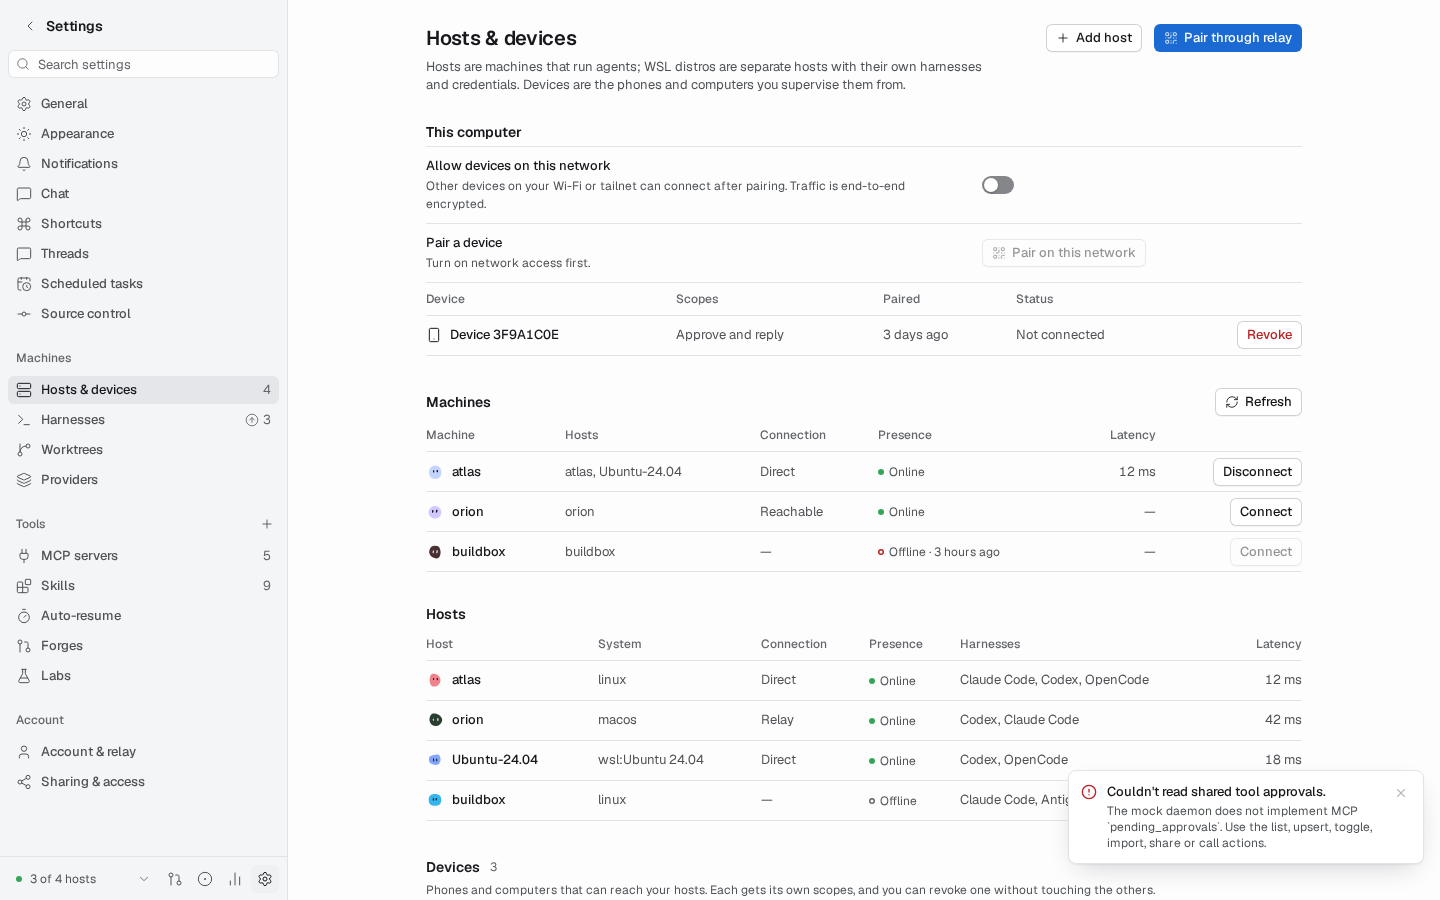 Settings
Search settings
General
Appearance
Notifications
Chat
Shortcuts
Threads
Scheduled tasks
Source control
Machines
Hosts & devices 4
Harnesses 3
Worktrees
Providers
Tools
MCP servers 5
Skills 9
Auto-resume
Forges
Labs
Account
Account & relay
Sharing & access
3 of 4 hosts
Hosts & devices
Add host
Pair through relay
Hosts are machines that run agents; WSL distros are separate hosts with their own harnesses
and credentials. Devices are the phones and computers you supervise them from.
This computer
Allow devices on this network
Other devices on your Wi-Fi or tailnet can connect after pairing. Traffic is end-to-end
encrypted.
Pair a device
Turn on network access first.
Pair on this network
Device Scopes Paired Status
Device 3F9A1C0E Approve and reply 3 days ago Not connected Revoke
Machines
Refresh
Machine Hosts Connection Presence Latency
atlas atlas, Ubuntu-24.04 Direct Online 12 ms Disconnect
orion orion Reachable Online — Connect
buildbox buildbox — Offline · 3 hours ago — Connect
Hosts
Host System Connection Presence Harnesses Latency
atlas linux Direct Online Claude Code, Codex, OpenCode 12 ms
orion macos Relay Online Codex, Claude Code 42 ms
Ubuntu-24.04 wsl:Ubuntu 24.04 Direct Online Codex, OpenCode 18 ms
buildbox linux — Offline Claude Code,
Devices 3
Phones and computers that can reach your hosts. Each gets its own scopes, and you can revoke one without touching the others.
Couldn't read shared tool approvals.
The mock daemon does not implement MCP
`pending_approvals`. Use the list, upsert, toggle,
import, share or call actions.